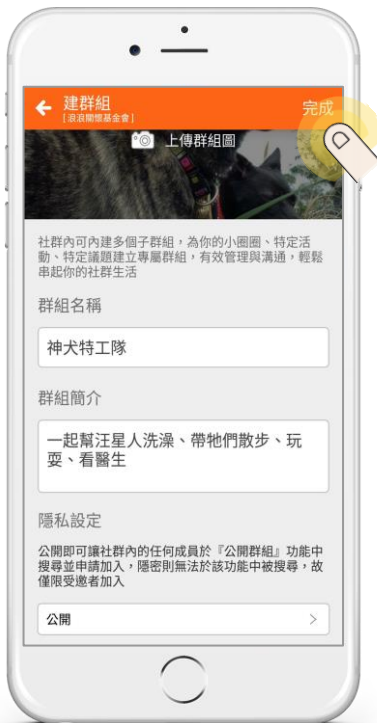 建群組
[浪浪關懷基金會]
完成
上傳群組圖
社群內可內建多個子群組，為你的小圈圈、特定活
動、特定議題建立專屬群組，有效管理與溝通，輕鬆
串起你的社群生活
群組名稱
神犬特工隊
群組簡介
一起幫汪星人洗澡、帶牠們散步、玩
耍、看醫生
隱私設定
公開即可讓社群內的任何成員於『公開群組』功能中
搜尋並申請加入，隱密則無法於該功能中被搜尋，故
僅限受邀者加入
公開